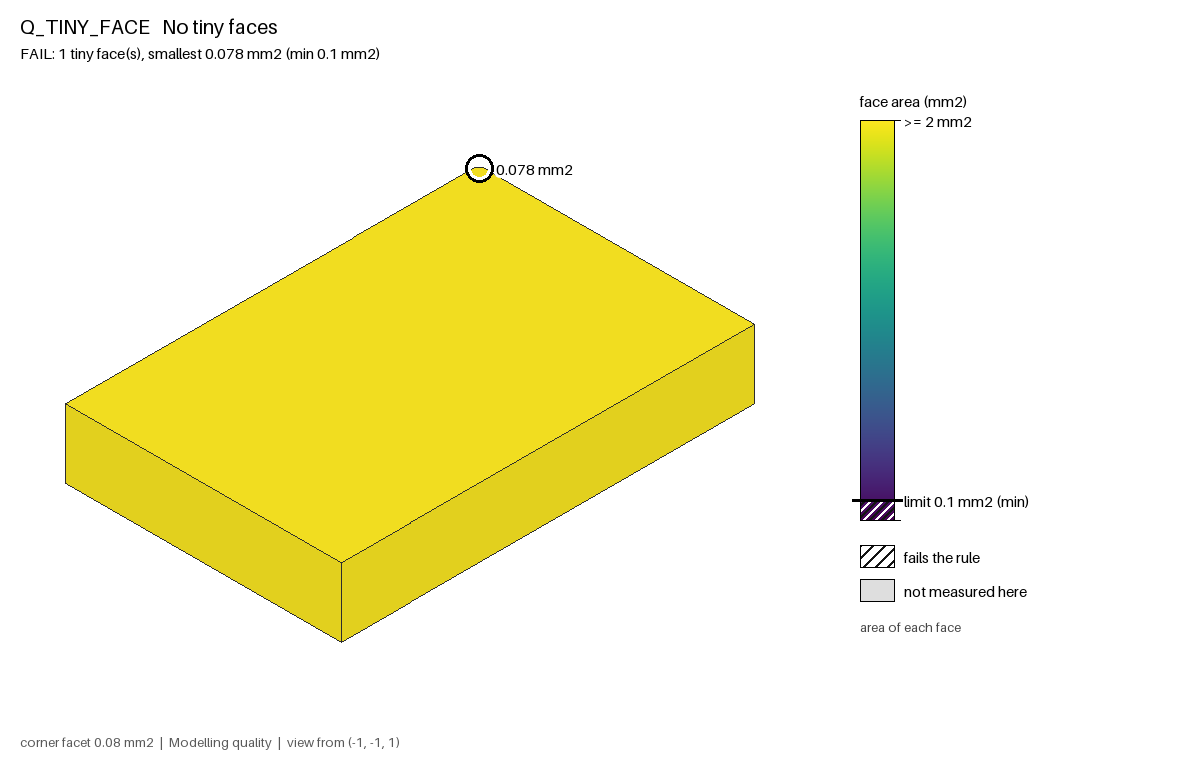 Q_TINY_FACE No tiny faces
FAIL: 1 tiny face(s), smallest 0.078 mm2 (min 0.1 mm2)
face area (mm2)
>= 2 mm2
0.078 mm2
limit 0.1 mm2 (min)
fails the rule
not measured here
area of each face
corner facet 0.08 mm2 | Modelling quality | view from (-1, -1, 1)